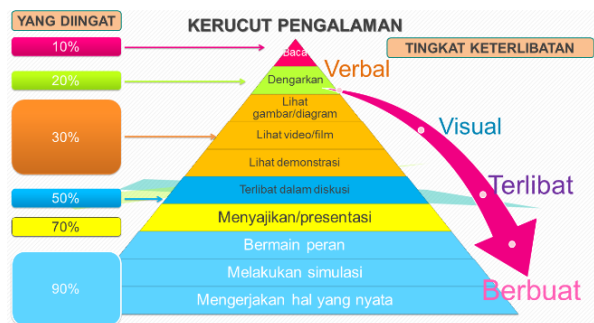 YANG DIINGAT
KERUCUT PENGALAMAN
TINGKAT KETERLIBATAN
10%
20%
30%
50%
70%
90%
Baca
Dengarkan
Lihat
gambar/diagram
Lihat video/film
Lihat demonstrasi
Terlibat dalam diskusi
Menyajikan/presentasi
Bermain peran
Melakukan simulasi
Mengerjakan hal yang nyata
Verbal
Visual
Terlibat
Berbuat